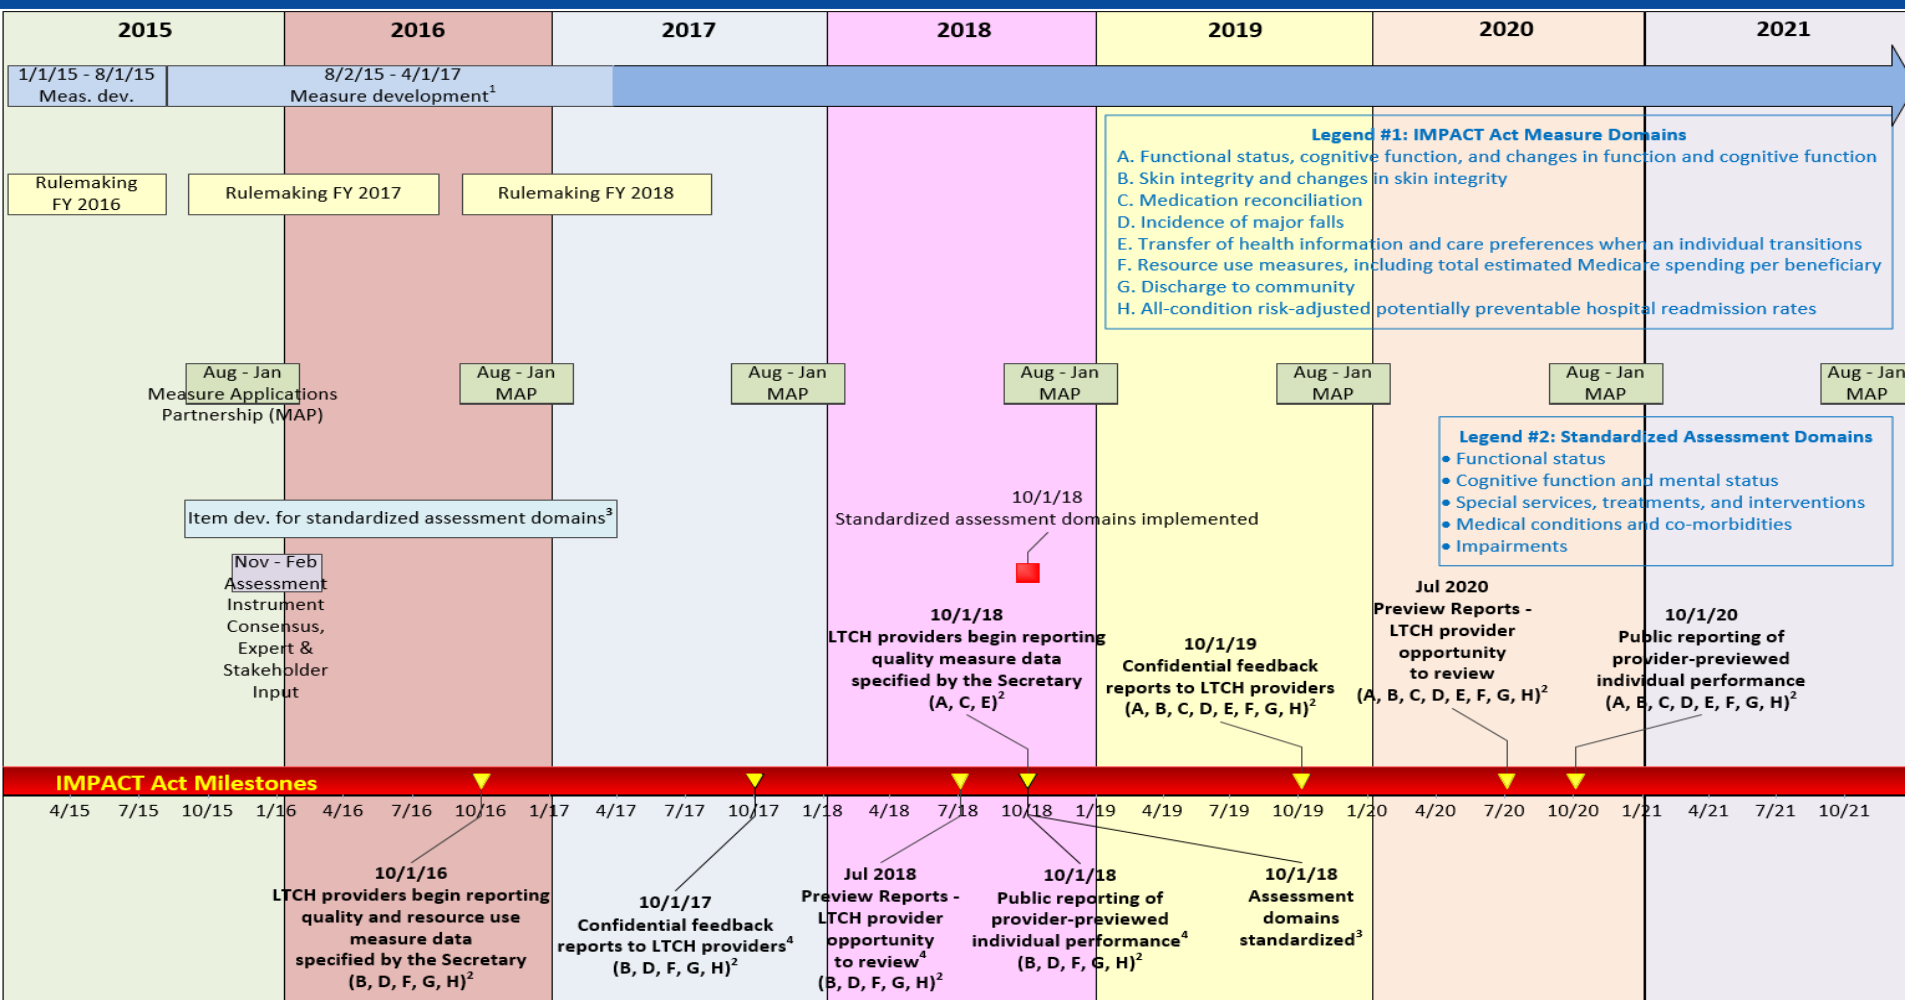 2015
2016
2017
2018
2019
2020
2021
1/1/15 - 8/1/15
Meas. dev.
8/2/15 - 4/1/17
Measure development¹
Legend #1: IMPACT Act Measure Domains
A. Functional status, cognitive function, and changes in function and cognitive function
B. Skin integrity and changes in skin integrity
C. Medication reconciliation
D. Incidence of major falls
E. Transfer of health information and care preferences when an individual transitions
F. Resource use measures, including total estimated Medicare spending per beneficiary
G. Discharge to community
H. All-condition risk-adjusted potentially preventable hospital readmission rates
Rulemaking
FY 2016
Rulemaking FY 2017
Rulemaking FY 2018
Aug - Jan
Measure Applications
Partnership (MAP)
Aug - Jan
MAP
Aug - Jan
MAP
Aug - Jan
MAP
Aug - Jan
MAP
Aug - Jan
MAP
Aug - Jan
MAP
Legend #2: Standardized Assessment Domains
• Functional status
• Cognitive function and mental status
• Special services, treatments, and interventions
• Medical conditions and co-morbidities
• Impairments
Item dev. for standardized assessment domains³
10/1/18
Standardized assessment domains implemented
Nov - Feb
Assessment
Instrument
Consensus,
Expert &
Stakeholder
Input
10/1/18
LTCH providers begin reporting
quality measure data
specified by the Secretary
(A, C, E)²
10/1/19
Confidential feedback
reports to LTCH providers
(A, B, C, D, E, F, G, H)²
Jul 2020
Preview Reports -
LTCH provider
opportunity
to review
(A, B, C, D, E, F, G, H)²
10/1/20
Public reporting of
provider-previewed
individual performance
(A, B, C, D, E, F, G, H)²
IMPACT Act Milestones
4/15
7/15
10/15
1/16
4/16
7/16
10/16
1/17
4/17
7/17
10/17
1/18
4/18
7/18
10/18
1/19
4/19
7/19
10/19
1/20
4/20
7/20
10/20
1/21
4/21
7/21
10/21
10/1/16
LTCH providers begin reporting
quality and resource use
measure data
specified by the Secretary
(B, D, F, G, H)²
10/1/17
Confidential feedback
reports to LTCH providers⁴
(B, D, F, G, H)²
Jul 2018
Preview Reports -
LTCH provider
opportunity
to review⁴
(B, D, F, G, H)²
10/1/18
Public reporting of
provider-previewed
individual performance⁴
(B, D, F, G, H)²
10/1/18
Assessment
domains
standardized³